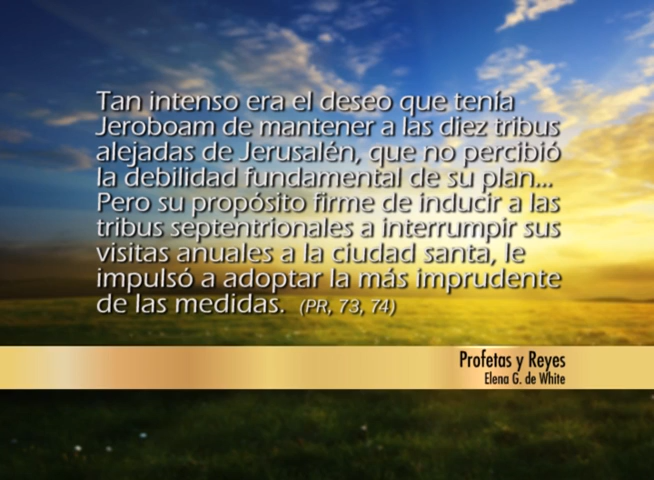 Tan intenso era el deseo que tenía
Jeroboam de mantener a las diez tribus
alejadas de Jerusalén, que no percibió
la debilidad fundamental de su plan...
Pero su propósito firme de inducir a las
tribus septentrionales a interrumpir sus
visitas anuales a la ciudad santa, le
impulsó a adoptar la más imprudente
de las medidas. (PR, 73, 74)
Profetas y Reyes
Elena G. de White